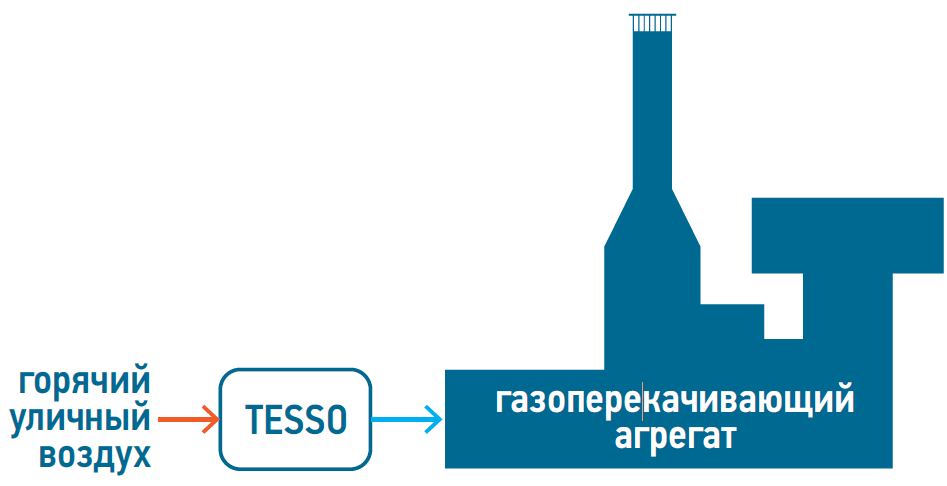 горячий
уличный
воздух
TESSO
газоперекачивающий
агрегат